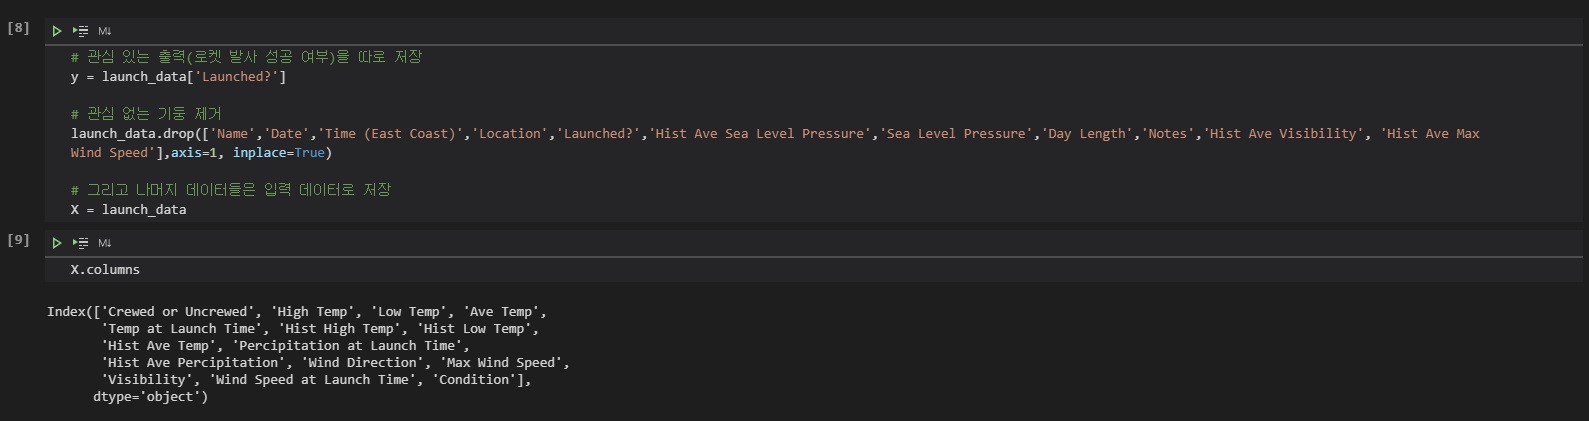 [8]
M↓
# 관심 있는 출력(로켓 발사 성공 여부)을 따로 저장
y = launch_data['Launched?']
# 관심 없는 기둥 제거
launch_data.drop(['Name','Date','Time (East Coast)','Location','Launched?','Hist Ave Sea Level Pressure','Sea Level Pressure','Day Length','Notes','Hist Ave Visibility', 'Hist Ave Max
Wind Speed'],axis=1, inplace=True)
# 그리고 나머지 데이터들은 입력 데이터로 저장
X = launch_data
[9]
M↓
X.columns
Index(['Crewed or Uncrewed', 'High Temp', 'Low Temp', 'Ave Temp',
'Temp at Launch Time', 'Hist High Temp', 'Hist Low Temp',
'Hist Ave Temp', 'Percipitation at Launch Time',
'Hist Ave Percipitation', 'Wind Direction', 'Max Wind Speed',
'Visibility', 'Wind Speed at Launch Time', 'Condition'],
dtype='object')